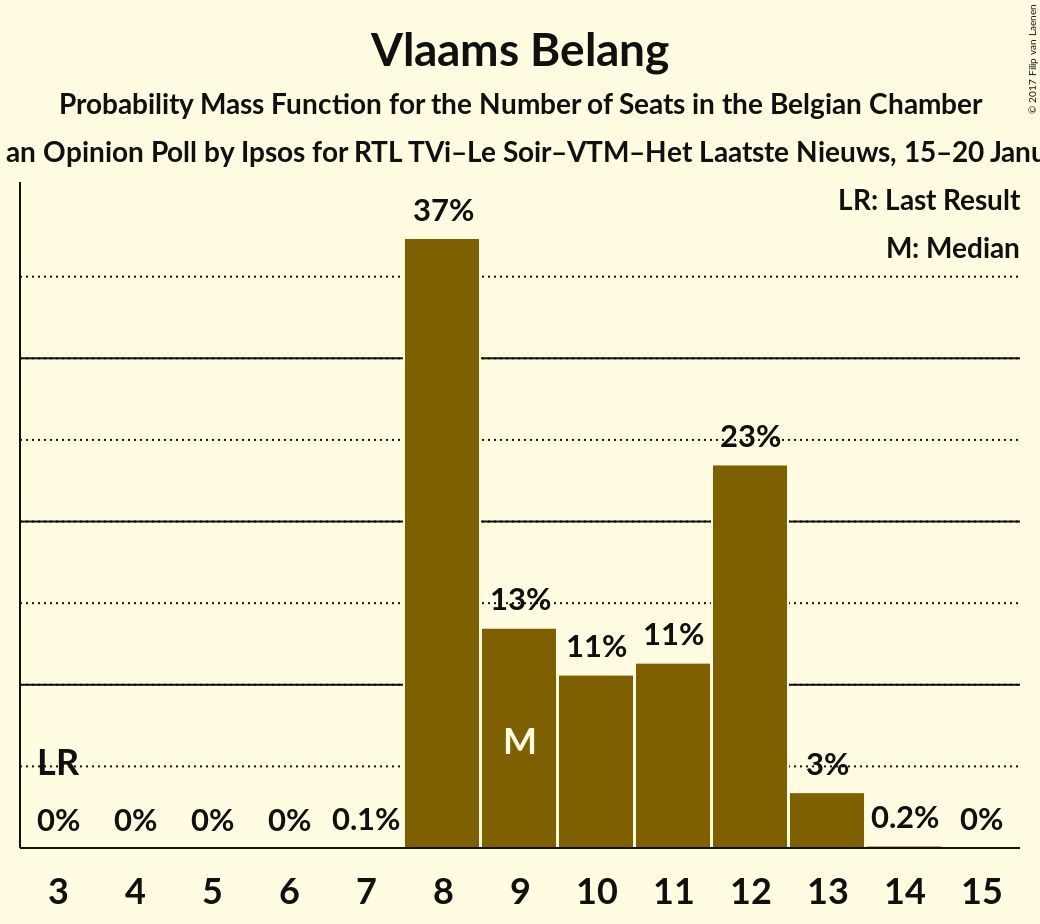 Vlaams Belang
Probability Mass Function for the Number of Seats in the Belgian Chamber
an Opinion Poll by Ipsos for RTL TVi–Le Soir–VTM–Het Laatste Nieuws, 15–20
© 2017 Filip van Laenen
LR: Last Result
M: Median
37%
23%
13%
11%
11%
M
LR
3%
0%
0%
0%
0%
0.1%
0.2%
0%
3 4 5 6 7 8 9 10 11 12 13 14 15